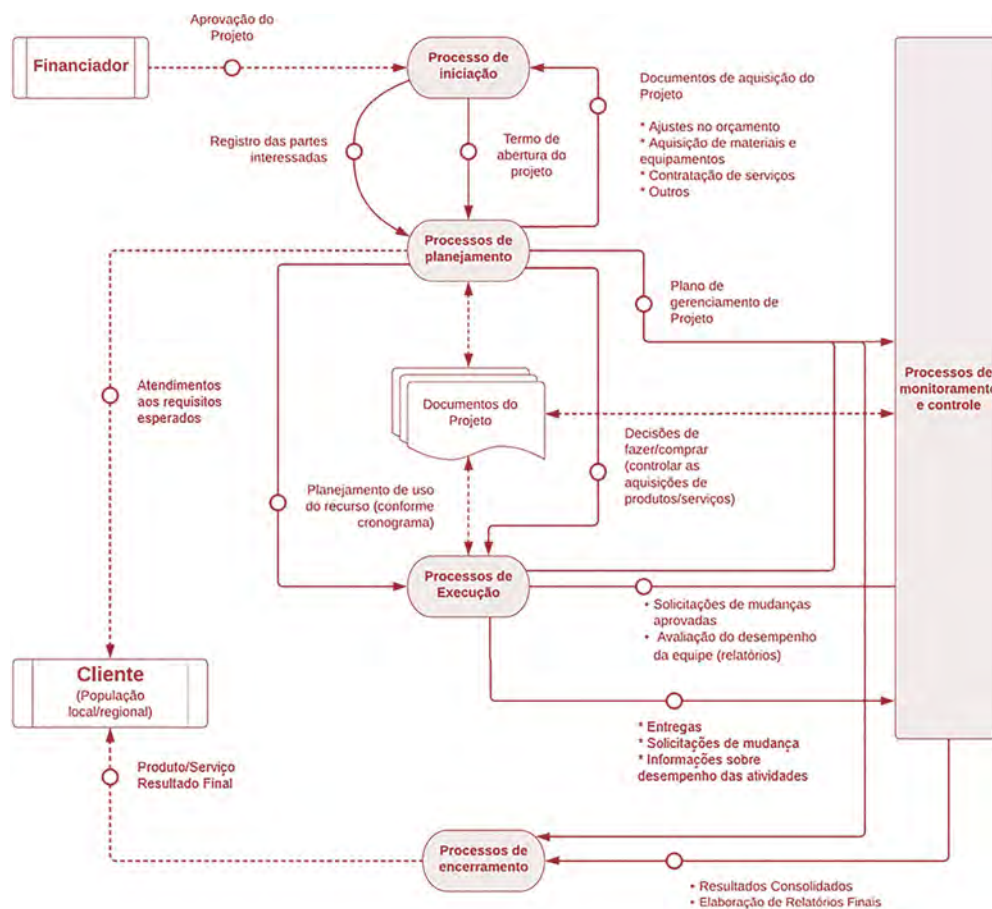 Aprovação do
Projeto
Financiador
Processo de
iniciação
Documentos de aquisição do
Projeto
* Ajustes no orçamento
* Aquisição de materiais e
equipamentos
* Contratação de serviços
* Outros
Registro das partes
interessadas
Termo de
abertura do
projeto
Processos de
planejamento
Plano de
gerenciamento de
Projeto
Processos de
monitoramento
e controle
Atendimentos
aos requisitos
esperados
Documentos do
Projeto
Decisões de
fazer/comprar
(controlar as
aquisições de
produtos/serviços)
Planejamento de uso
do recurso (conforme
cronograma)
Processos de
Execução
• Solicitações de mudanças
aprovadas
• Avaliação do desempenho
da equipe (relatórios)
Cliente
(População
local/regional)
* Entregas
* Solicitações de mudança
* Informações sobre
desempenho das atividades
Produto/Serviço
Resultado Final
Processos de
encerramento
• Resultados Consolidados
• Elaboração de Relatórios Finais